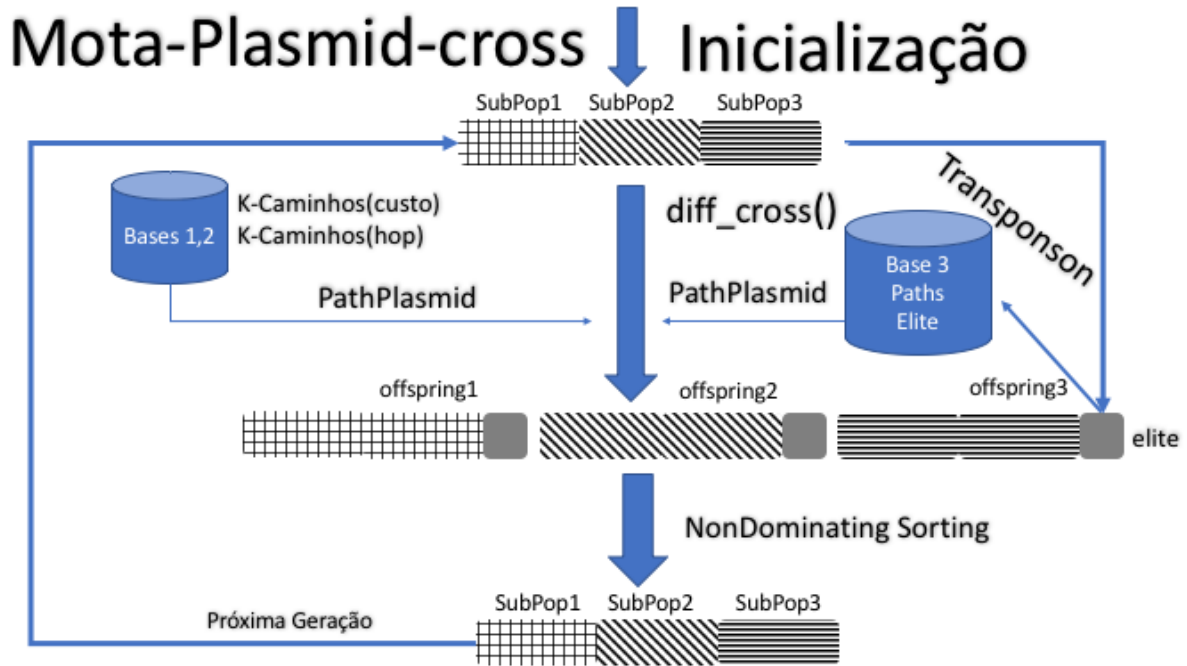 Mota-Plasmid-cross
Inicialização
SubPop1
SubPop2
SubPop3
K-Caminhos(custo)
K-Caminhos(hop)
Bases 1,2
diff_cross()
Transponson
Base 3
Paths
Elite
PathPlasmid
PathPlasmid
offspring1
offspring2
offspring3
elite
NonDominating Sorting
SubPop1
SubPop2
SubPop3
Próxima Geração